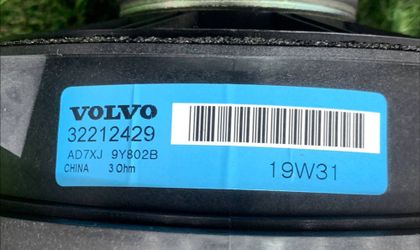 VOLVO
32212429
AD7XJ 9Y802B
CHINA 3 Ohm
19W31